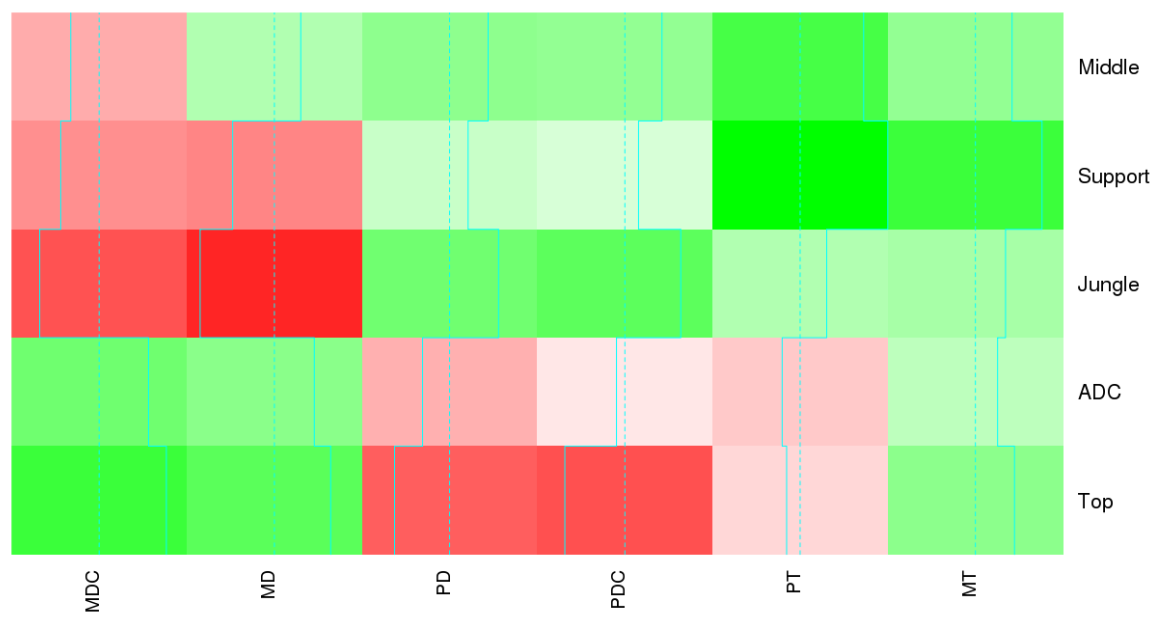 Middle
Support
Jungle
ADC
Top
MDC
MD
PD
PDC
PT
MT